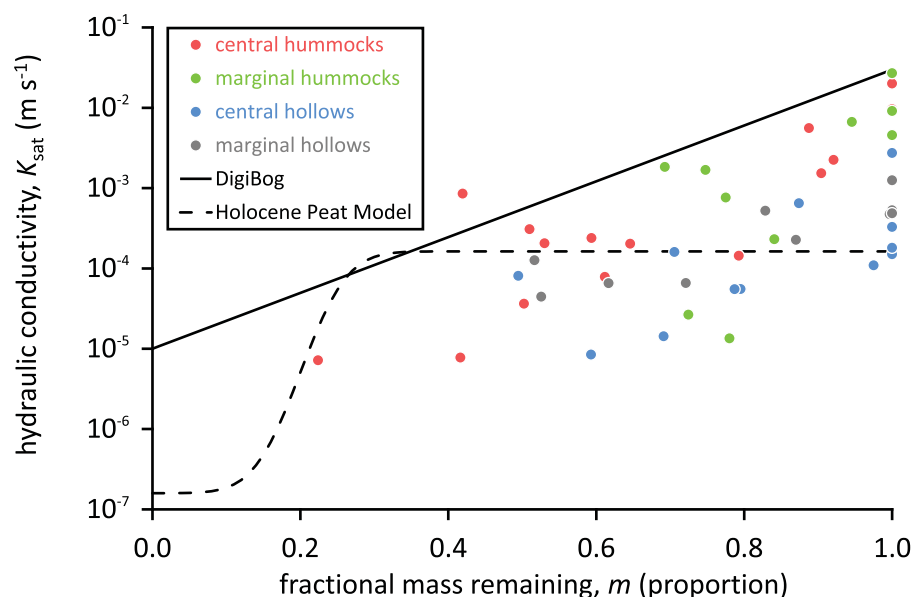 hydraulic conductivity, Ksat (m s-1)
10-1
10-2
10-3
10-4
10-5
10-6
10-7
central hummocks
marginal hummocks
central hollows
marginal hollows
DigiBog
Holocene Peat Model
0.0 0.2 0.4 0.6 0.8 1.0
fractional mass remaining, m (proportion)